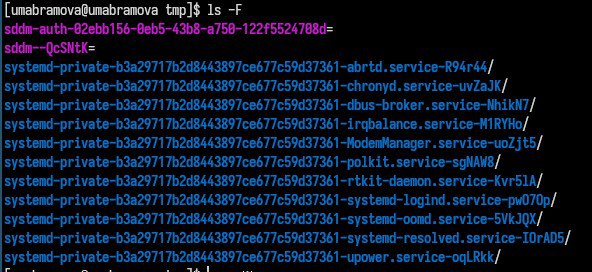 [umabramova@umabramova tmp]$ ls -F
sddm-auth-02ebb156-0eb5-43b8-a750-122f5524708d=
sddm--QcSNtK=
systemd-private-b3a29717b2d8443897ce677c59d37361-abrtd.service-R94r44/
systemd-private-b3a29717b2d8443897ce677c59d37361-chronyd.service-uvZaJK/
systemd-private-b3a29717b2d8443897ce677c59d37361-dbus-broker.service-NhikN7/
systemd-private-b3a29717b2d8443897ce677c59d37361-irqbalance.service-M1RYHo/
systemd-private-b3a29717b2d8443897ce677c59d37361-ModemManager.service-uoZjt5/
systemd-private-b3a29717b2d8443897ce677c59d37361-polkit.service-sgNAW8/
systemd-private-b3a29717b2d8443897ce677c59d37361-rtkit-daemon.service-Kvr5lA/
systemd-private-b3a29717b2d8443897ce677c59d37361-systemd-logind.service-pwO7Op/
systemd-private-b3a29717b2d8443897ce677c59d37361-systemd-oomd.service-5VkJQX/
systemd-private-b3a29717b2d8443897ce677c59d37361-systemd-resolved.service-IOrAD5/
systemd-private-b3a29717b2d8443897ce677c59d37361-upower.service-oqLRkk/